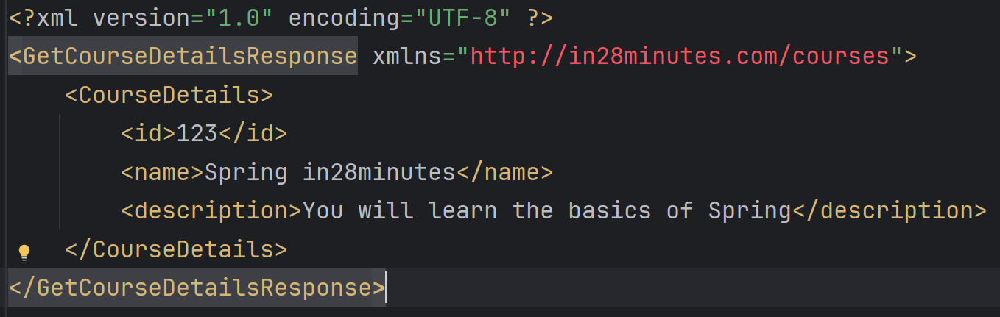 <?xml version="1.0" encoding="UTF-8" ?>
<GetCourseDetailsResponse xmlns="http://in28minutes.com/courses">
    <CourseDetails>
        <id>123</id>
        <name>Spring in28minutes</name>
        <description>You will learn the basics of Spring</description>
    </CourseDetails>
</GetCourseDetailsResponse>